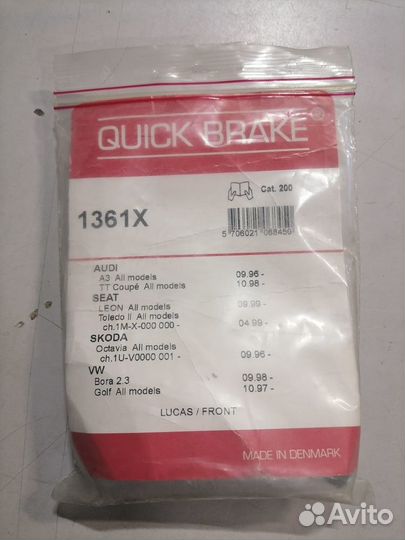 QUICK BRAKE®
Cat. 200
1361X
5 706021 068450
AUDI
A3 All models 09.96 -
TT Coupé All models 10.98 -
SEAT
LEON All models 09.99 -
Toledo II All models
ch.1M-X-000 000 - 04.99 -
SKODA
Octavia All models
ch.1U-V0000 001 - 09.96 -
VW
Bora 2.3 09.98 -
Golf All models 10.97 -
LUCAS / FRONT
MADE IN DENMARK
Avito